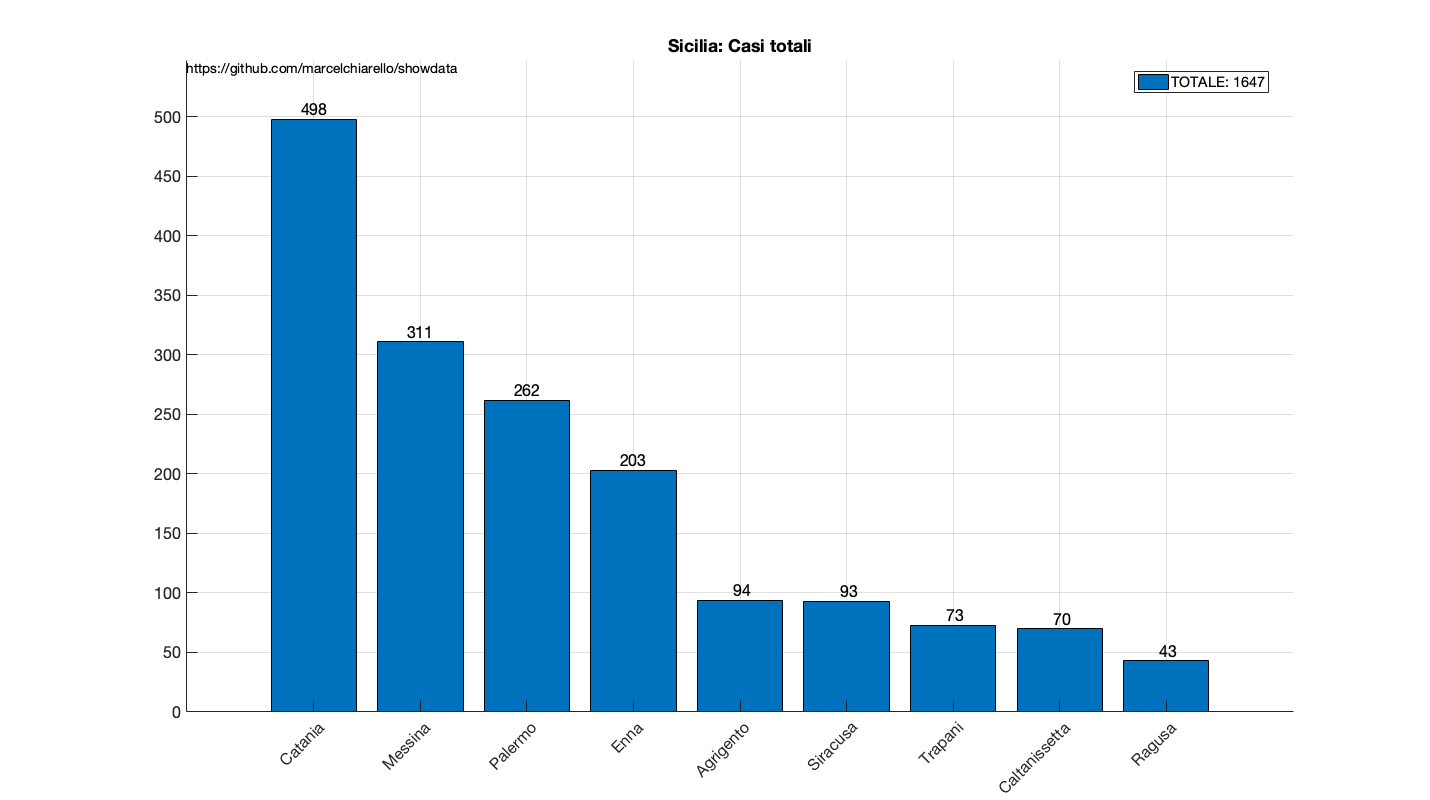 Sicilia: Casi totali
https://github.com/marcelchiarello/showdata
TOTALE: 1647
500
450
400
350
300
250
200
150
100
50
0
498
311
262
203
94
93
73
70
43
Catania
Messina
Palermo
Enna
Agrigento
Siracusa
Trapani
Caltanissetta
Ragusa